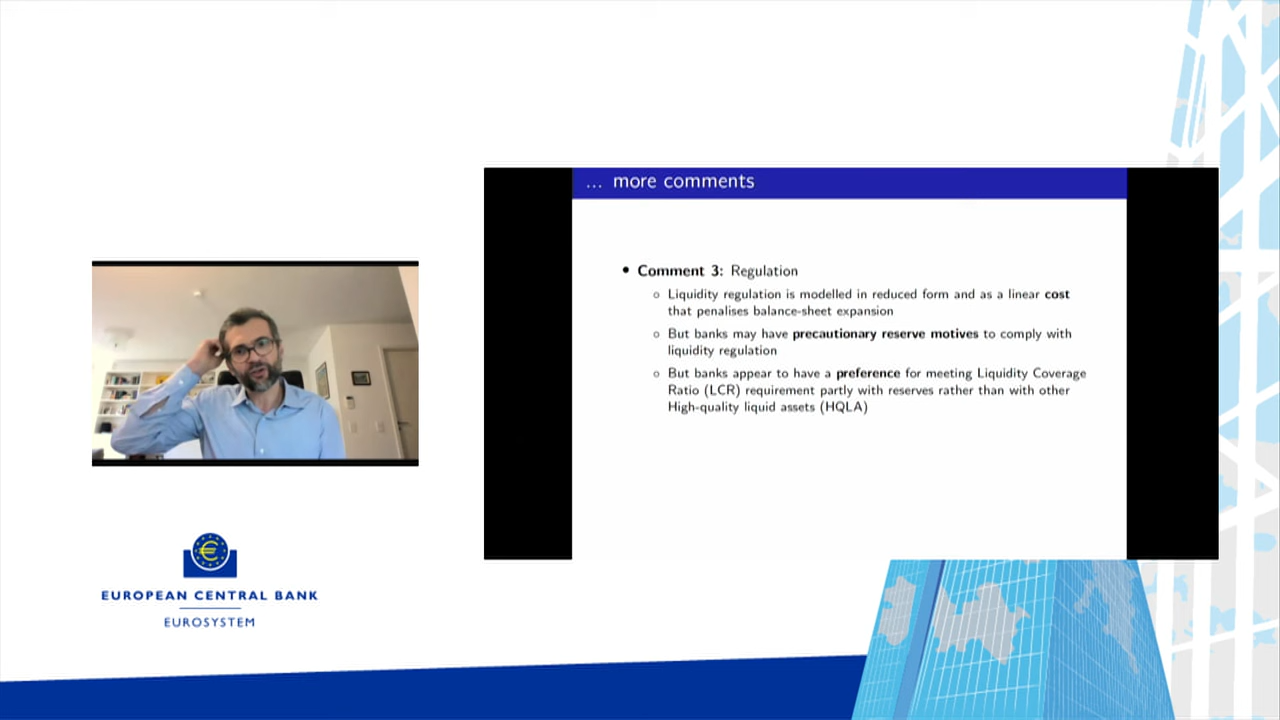 ... more comments
• Comment 3: Regulation
◦ Liquidity regulation is modelled in reduced form and as a linear cost
that penalises balance-sheet expansion
◦ But banks may have precautionary reserve motives to comply with
liquidity regulation
◦ But banks appear to have a preference for meeting Liquidity Coverage
Ratio (LCR) requirement partly with reserves rather than with other
High-quality liquid assets (HQLA)
EUROPEAN CENTRAL BANK
EUROSYSTEM